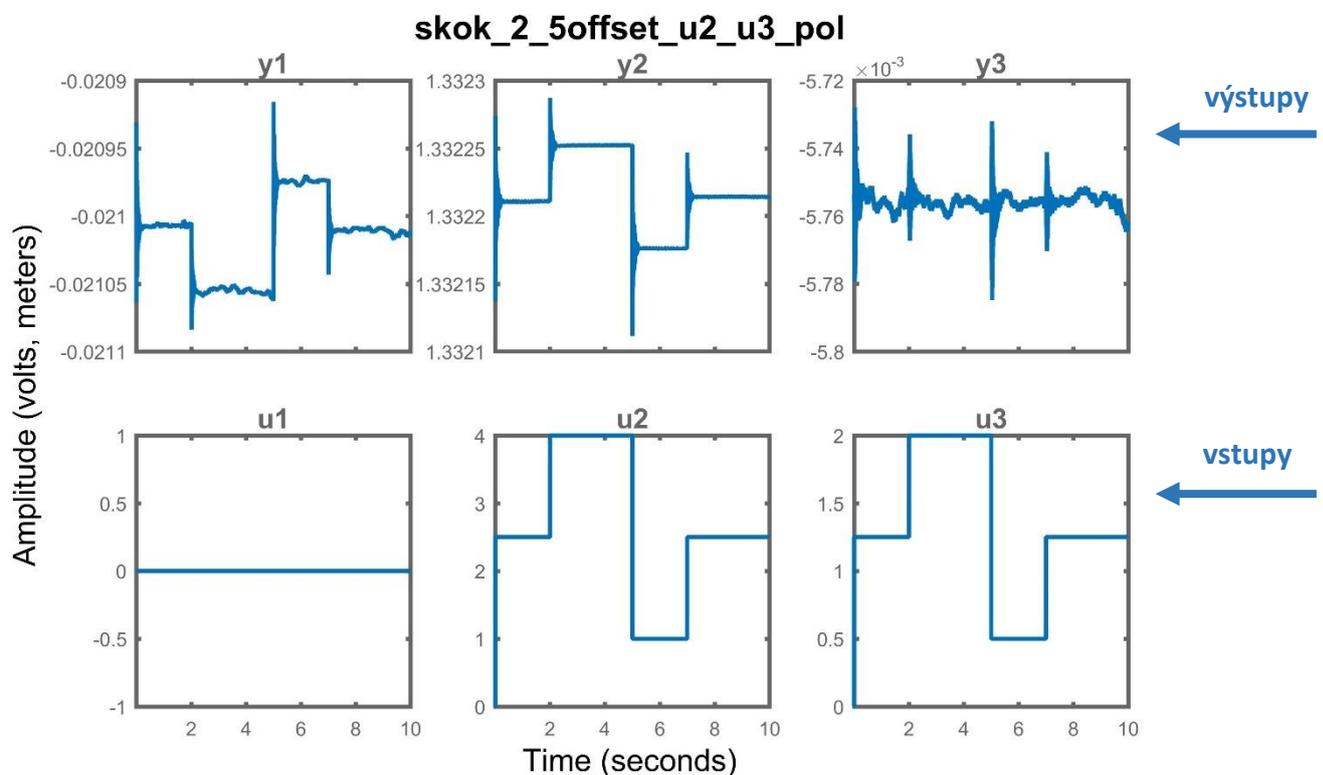 skok_2_5offset_u2_u3_pol
y1
y2
y3
×10⁻³
-0.0209
-0.02095
-0.021
-0.02105
-0.0211
1.3323
1.33225
1.3322
1.33215
1.3321
-5.72
-5.74
-5.76
-5.78
-5.8
výstupy
Amplitude (volts, meters)
u1
u2
u3
1
0.5
0
-0.5
-1
2 4 6 8 10
4
3
2
1
0
2 4 6 8 10
2
1.5
1
0.5
0
2 4 6 8 10
vstupy
Time (seconds)